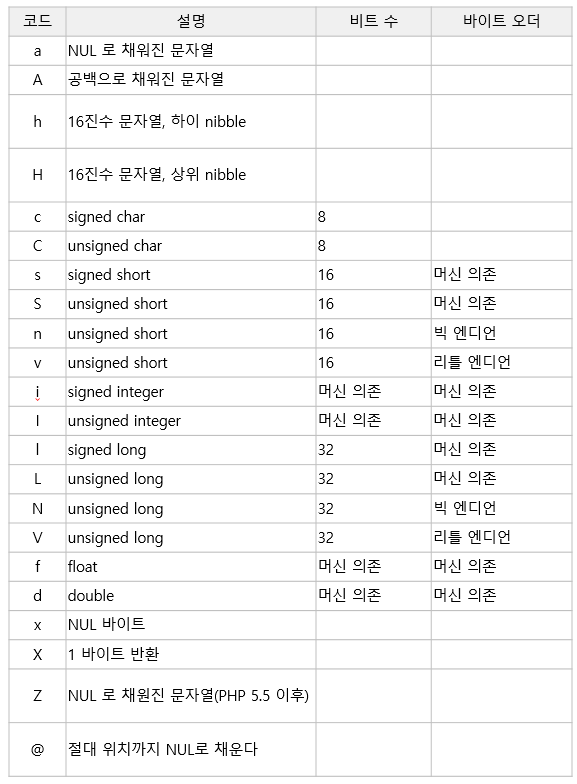 코드 설명 비트 수 바이트 오더
a NUL 로 채워진 문자열
A 공백으로 채워진 문자열
h 16진수 문자열, 하이 nibble
H 16진수 문자열, 상위 nibble
c signed char 8
C unsigned char 8
s signed short 16 머신 의존
S unsigned short 16 머신 의존
n unsigned short 16 빅 엔디언
v unsigned short 16 리틀 엔디언
i signed integer 머신 의존 머신 의존
I unsigned integer 머신 의존 머신 의존
l signed long 32 머신 의존
L unsigned long 32 머신 의존
N unsigned long 32 빅 엔디언
V unsigned long 32 리틀 엔디언
f float 머신 의존 머신 의존
d double 머신 의존 머신 의존
x NUL 바이트
X 1 바이트 반환
Z NUL 로 채원진 문자열(PHP 5.5 이후)
@ 절대 위치까지 NUL로 채운다